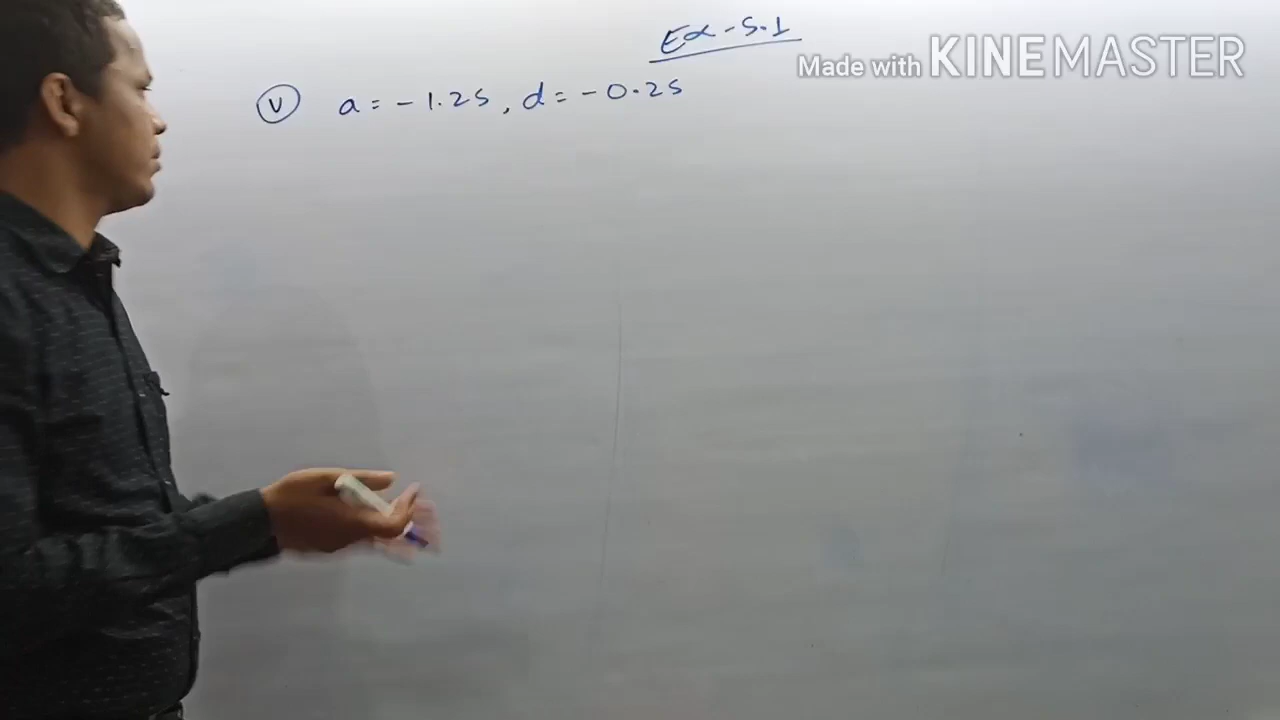 Ex - 5.1
Made with KINEMASTER
(v) a = - 1.25, d = - 0.25